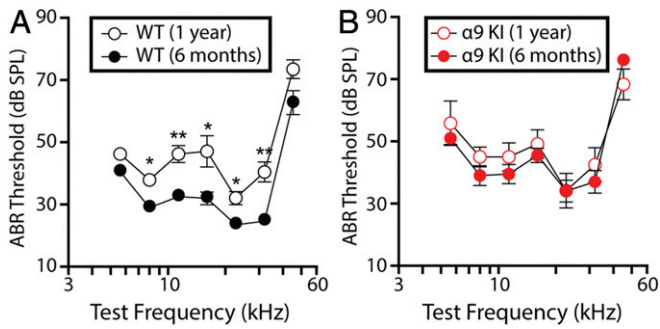 A
WT (1 year)
WT (6 months)
ABR Threshold (dB SPL)
90
70
50
30
10
* ** * * **
3 10 60
Test Frequency (kHz)
B
α9 KI (1 year)
α9 KI (6 months)
ABR Threshold (dB SPL)
90
70
50
30
10
3 10 60
Test Frequency (kHz)